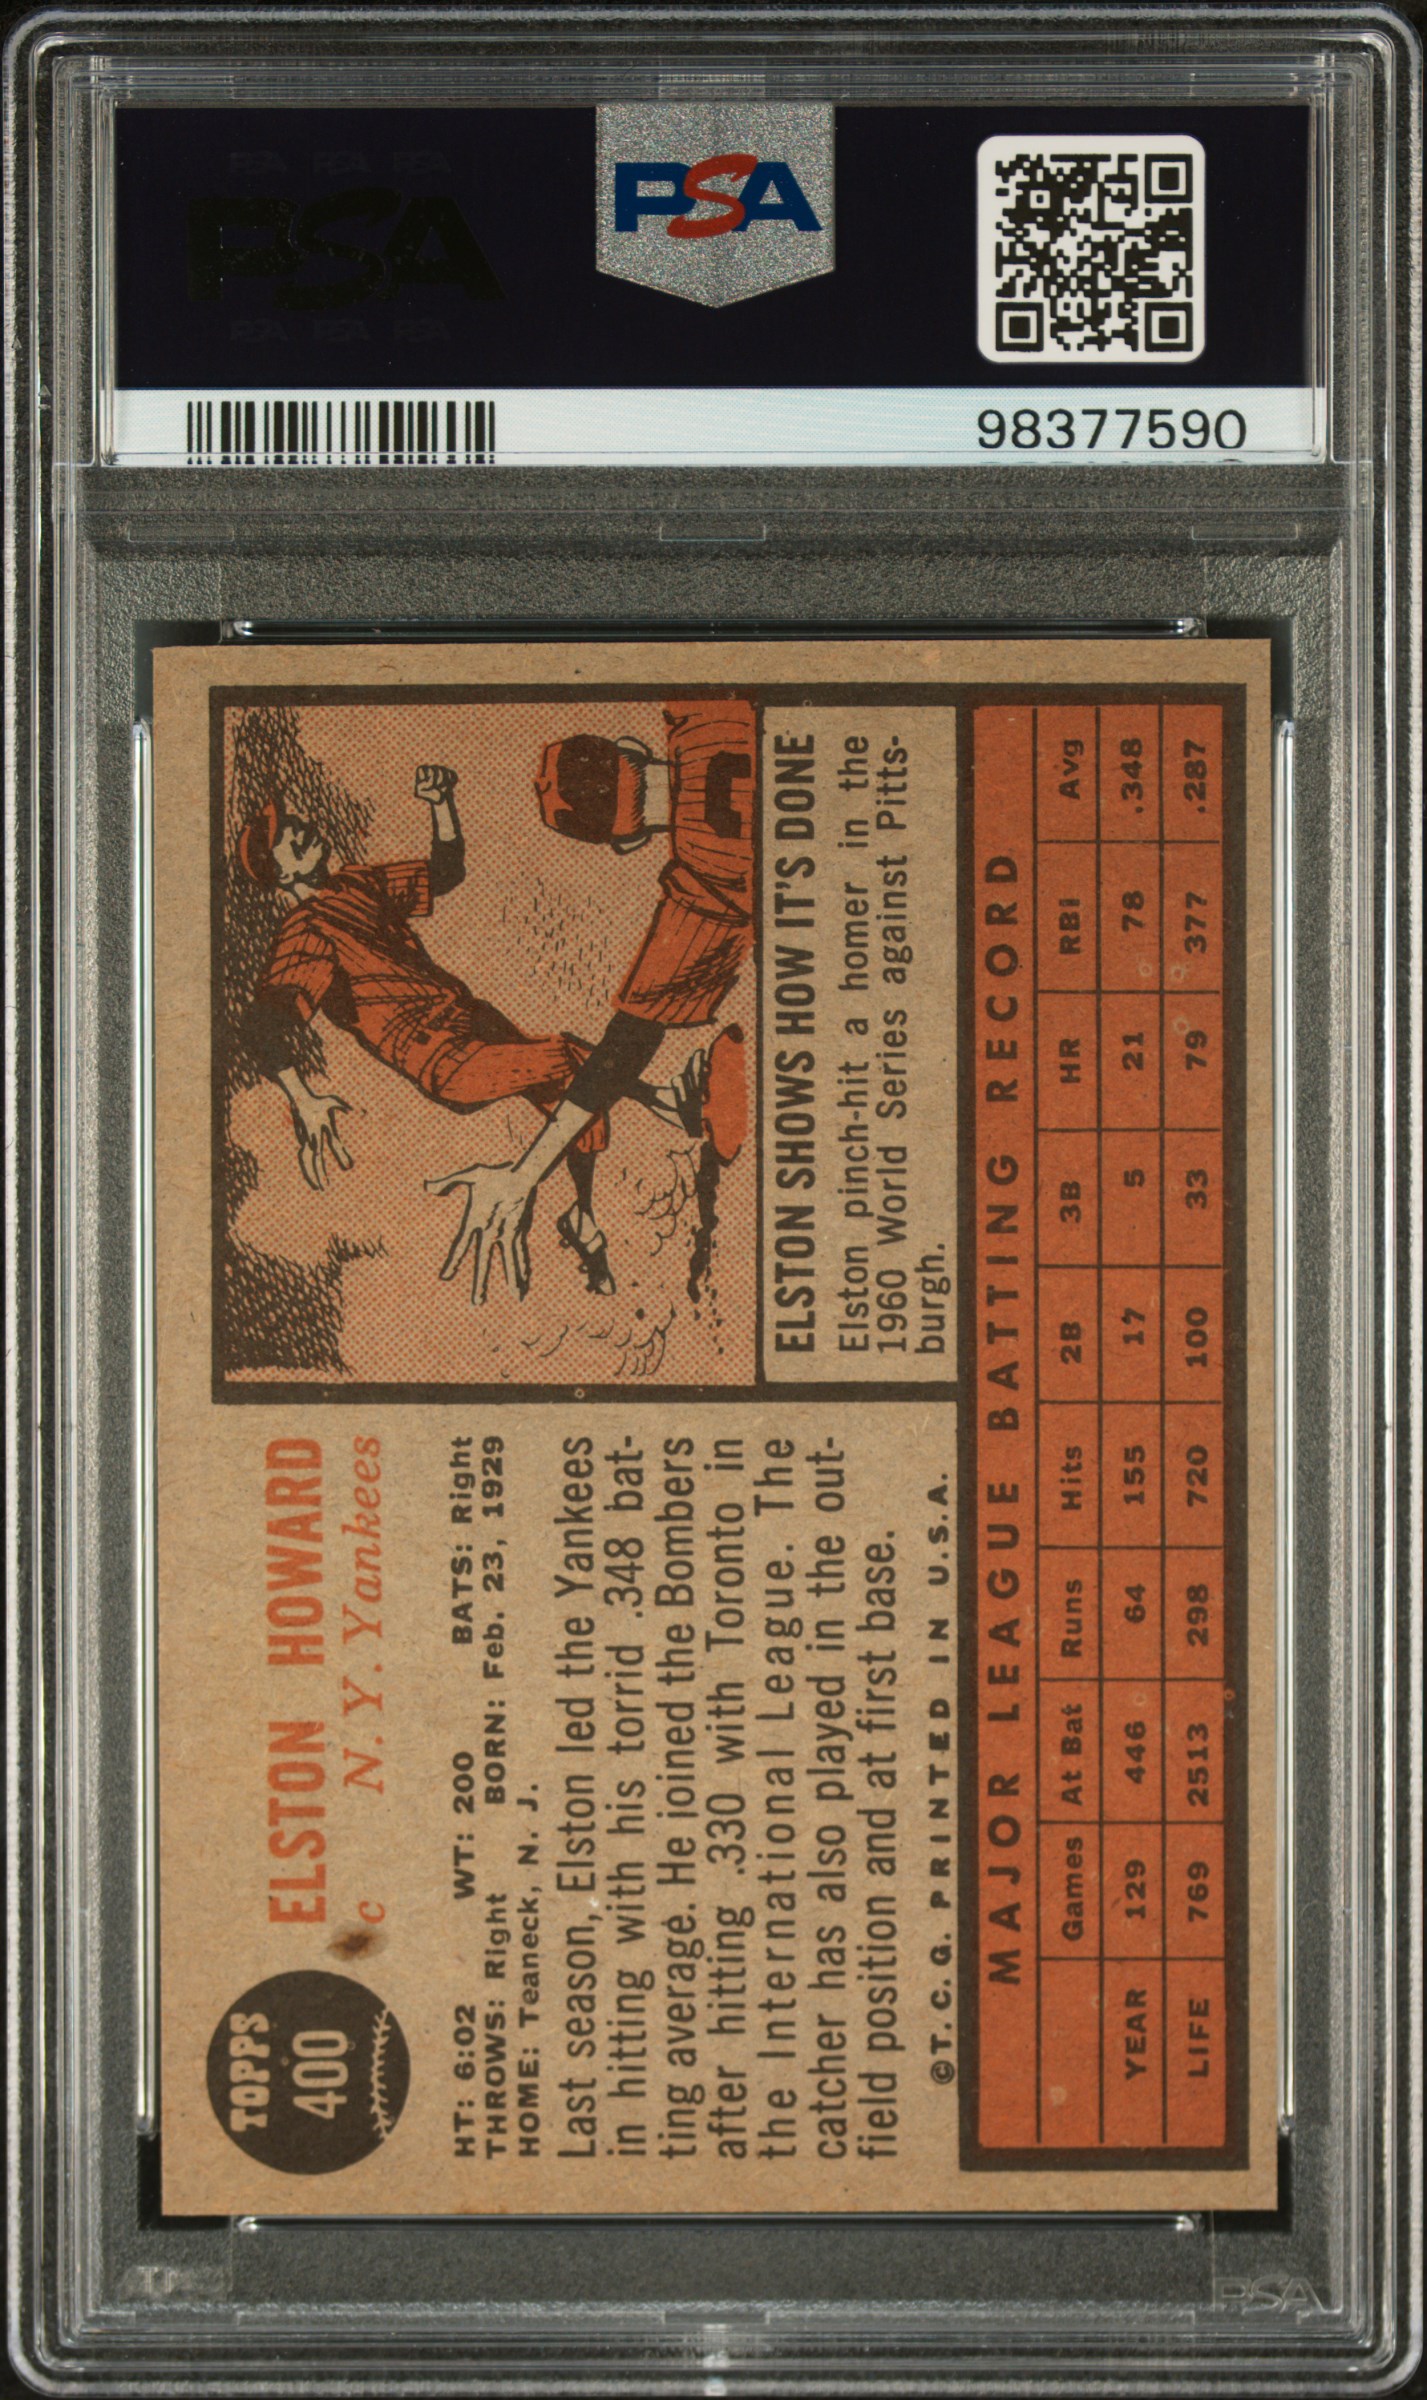 PSA PSA PSA
PSA
PSA PSA PSA
PSA
98377590
TOPPS
400
ELSTON HOWARD
c N.Y. Yankees
HT: 6:02 WT: 200 BATS: Right
THROWS: Right BORN: Feb. 23, 1929
HOME: Teaneck, N. J.
Last season, Elston led the Yankees
in hitting with his torrid .348 bat-
ting average. He joined the Bombers
after hitting .330 with Toronto in
the International League. The
catcher has also played in the out-
field position and at first base.
©T.C.G. PRINTED IN U.S.A.
ELSTON SHOWS HOW IT'S DONE
Elston pinch-hit a homer in the
1960 World Series against Pitts-
burgh.
MAJOR LEAGUE BATTING RECORD
Games At Bat Runs Hits 2B 3B HR RBI Avg
YEAR 129 446 64 155 17 5 21 78 .348
LIFE 769 2513 298 720 100 33 79 377 .287
PSA